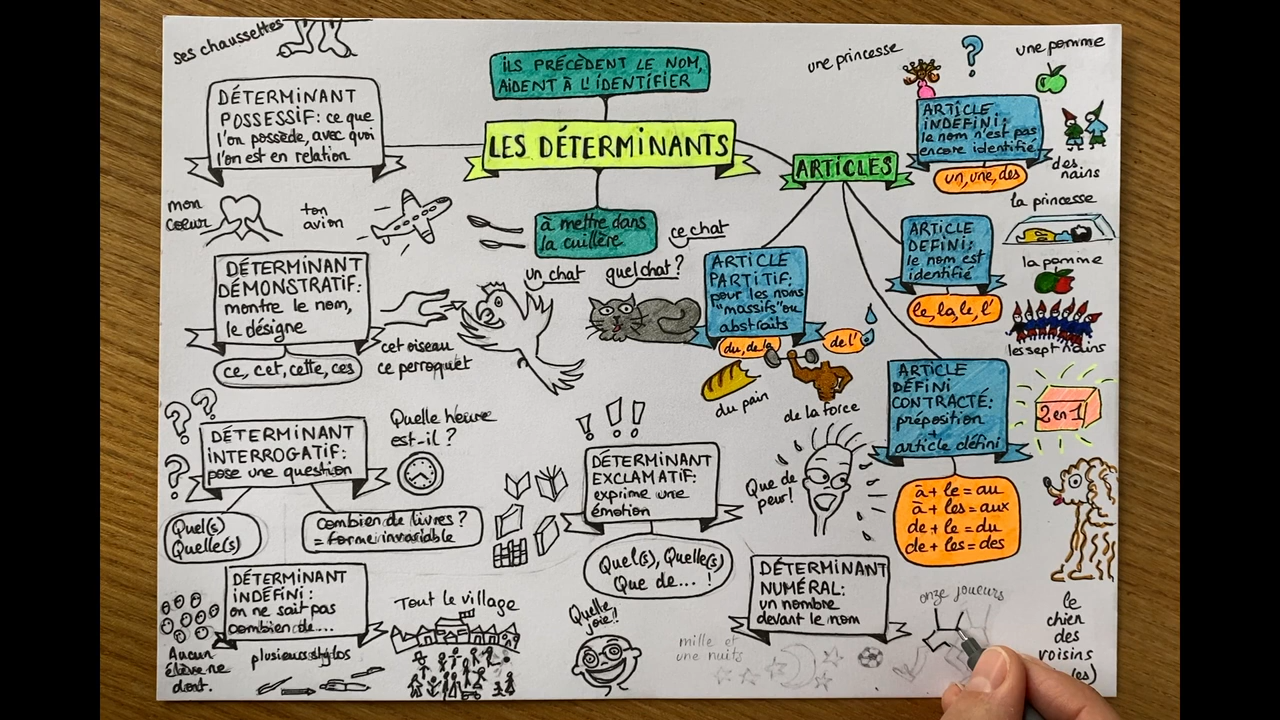 ses chaussettes
ILS PRÉCÈDENT LE NOM,
AIDENT À L'IDENTIFIER
LES DÉTERMINANTS
à mettre dans
la cuillère
DÉTERMINANT
POSSESSIF: ce que
l'on possède, avec quoi
l'on est en relation
mon
coeur
ton
avion
DÉTERMINANT
DÉMONSTRATIF:
montre le nom,
le désigne
ce, cet, cette, ces
cet oiseau
ce perroquet
un chat
quel chat ?
ce chat
DÉTERMINANT
INTERROGATIF:
pose une question
Quel(s)
Quelle(s)
Combien de livres ?
= forme invariable
Quelle heure
est-il ?
DÉTERMINANT
INDÉFINI :
on ne sait pas
combien de...
Aucun
élève ne
dort.
plusieurs stylos
Tout le village
DÉTERMINANT
EXCLAMATIF:
exprime une
émotion
!!!
Quel(s), Quelle(s)
Que de... !
Que de
peur!
Quelle
joie!!
DÉTERMINANT
NUMÉRAL:
un nombre
devant le nom
mille et
une nuits
onze joueurs
ARTICLES
une princesse
?
une pomme
ARTICLE
INDÉFINI:
le nom n'est pas
encore identifié
un, une, des
des
nains
la princesse
ARTICLE
DÉFINI:
le nom est
identifié
le, la, le, l'
la pomme
les sept nains
ARTICLE
PARTITIF:
pour les noms
"massifs" ou
abstraits
du, de la
de l'
du pain
de la force
ARTICLE
DÉFINI
CONTRACTÉ:
préposition
+
article défini
2 en 1
à + le = au
à + les = aux
de + le = du
de + les = des
le
chien
des
voisins